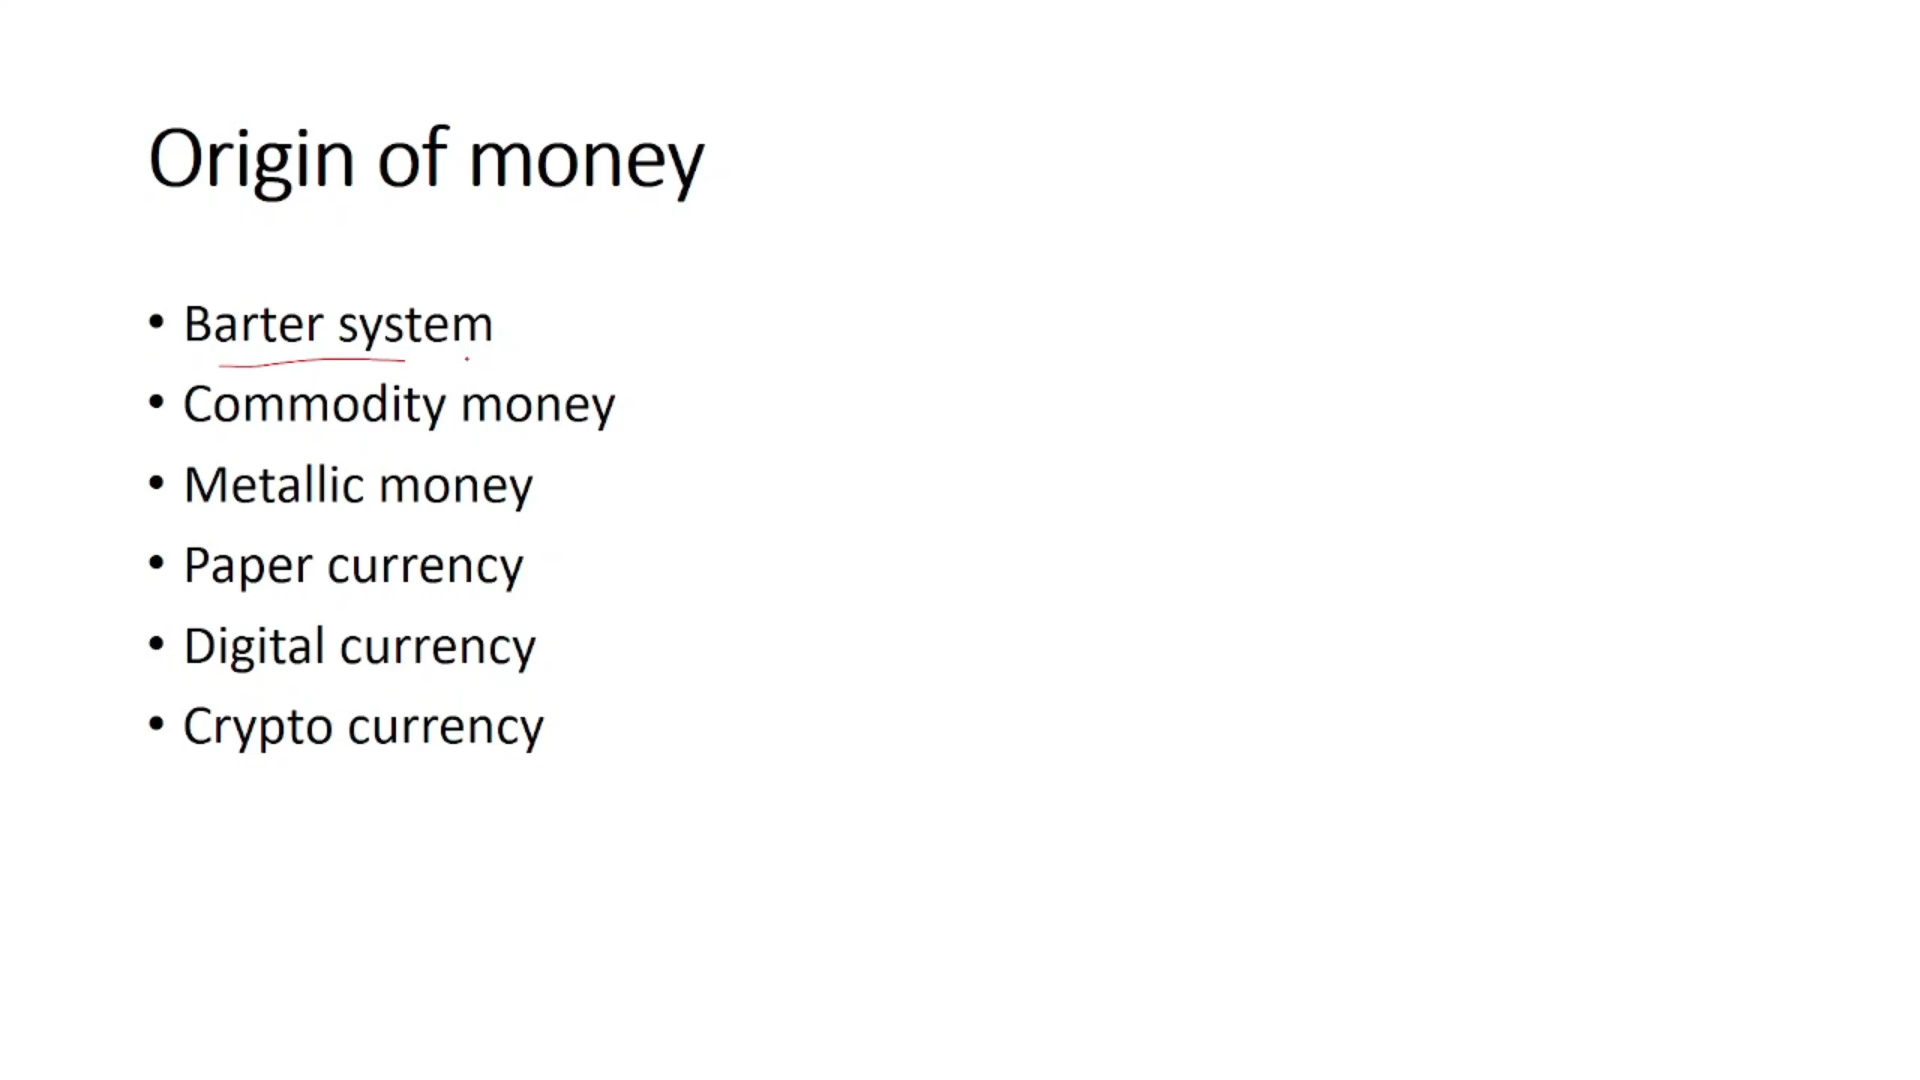 Origin of money
• Barter system
• Commodity money
• Metallic money
• Paper currency
• Digital currency
• Crypto currency